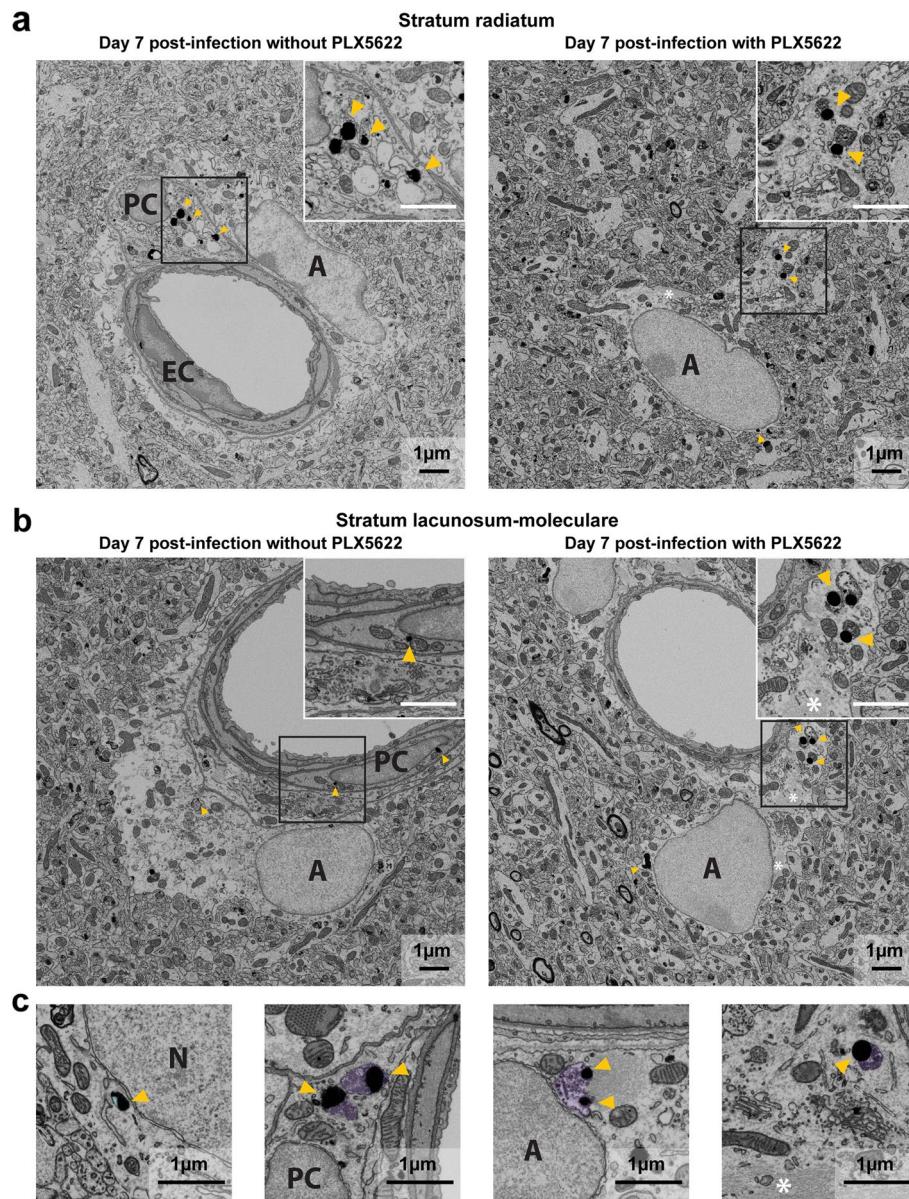 a
Stratum radiatum
Day 7 post-infection without PLX5622
Day 7 post-infection with PLX5622
PC
A
EC
1µm
A
*
1µm
b
Stratum lacunosum-moleculare
Day 7 post-infection without PLX5622
Day 7 post-infection with PLX5622
PC
A
1µm
*
*
A
*
1µm
c
N
1µm
PC
1µm
A
1µm
*
1µm